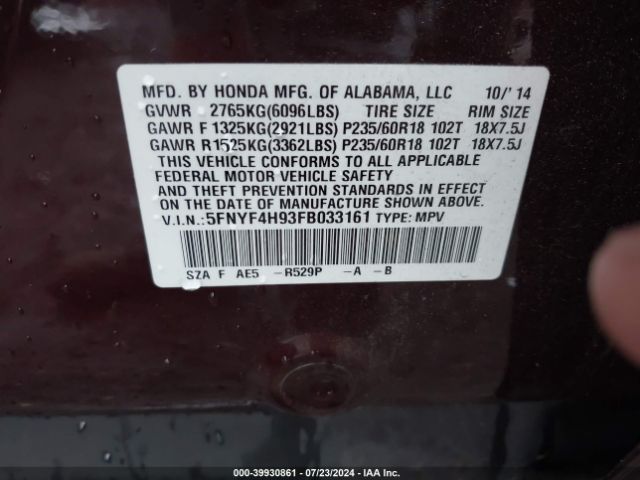 MFD. BY HONDA MFG. OF ALABAMA, LLC 10/'14
GVWR 2765KG(6096LBS) TIRE SIZE RIM SIZE
GAWR F 1325KG(2921LBS) P235/60R18 102T 18X7.5J
GAWR R1525KG(3362LBS) P235/60R18 102T 18X7.5J
THIS VEHICLE CONFORMS TO ALL APPLICABLE
FEDERAL MOTOR VEHICLE SAFETY
AND THEFT PREVENTION STANDARDS IN EFFECT
ON THE DATE OF MANUFACTURE SHOWN ABOVE.
V.I.N.:5FNYF4H93FB033161 TYPE: MPV
SZA F AE5 -R529P -A -B
000-39930861 - 07/23/2024 - IAA Inc.